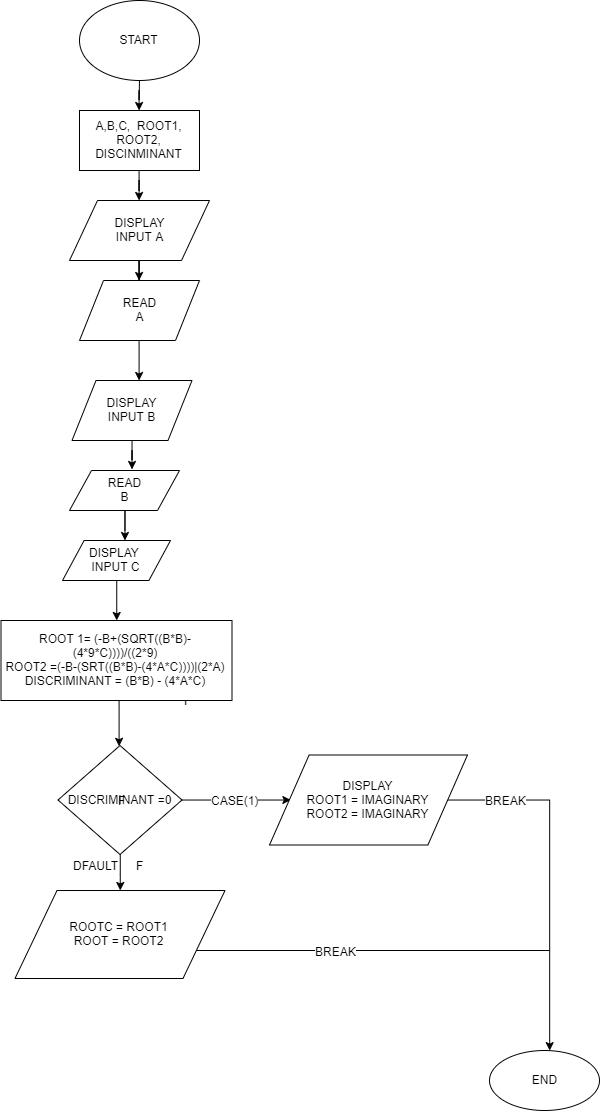 START
A,B,C, ROOT1,
ROOT2,
DISCINMINANT
DISPLAY
INPUT A
READ
A
DISPLAY
INPUT B
READ
B
DISPLAY
INPUT C
ROOT 1= (-B+(SQRT((B*B)-
(4*9*C))))/((2*9)
ROOT2 =(-B-(SRT((B*B)-(4*A*C))))|(2*A)
DISCRIMINANT = (B*B) - (4*A*C)
DISCRIMINANT =0
F
CASE(1)
DISPLAY
ROOT1 = IMAGINARY
ROOT2 = IMAGINARY
BREAK
DFAULT F
ROOTC = ROOT1
ROOT = ROOT2
BREAK
END